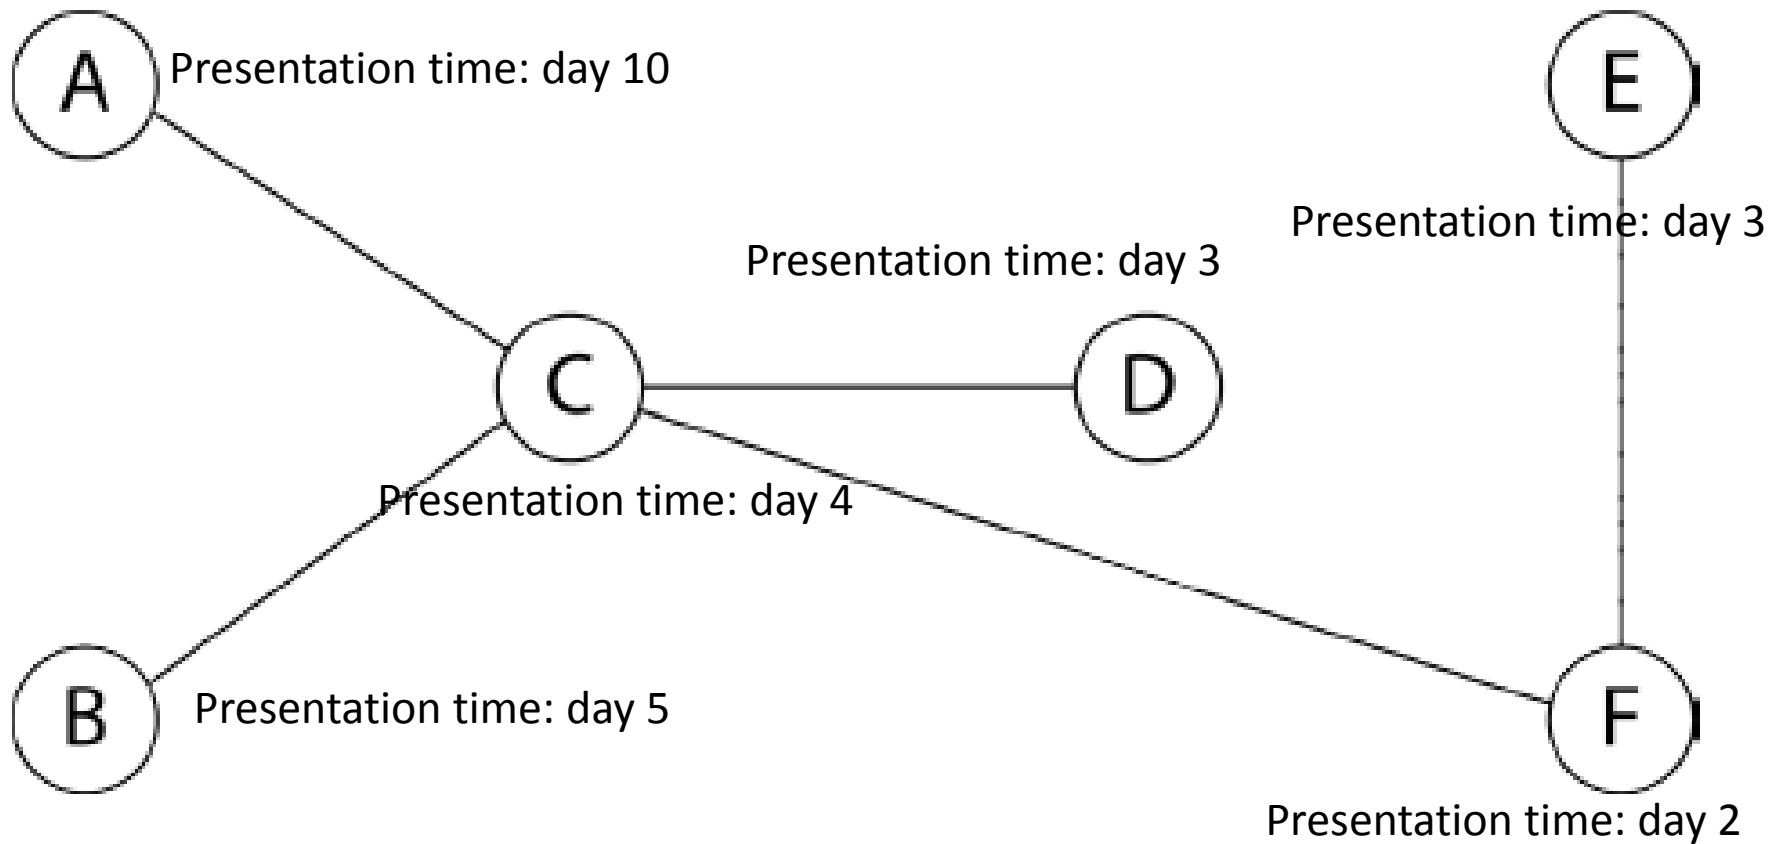 A
Presentation time: day 10
E
Presentation time: day 3
Presentation time: day 3
C
D
Presentation time: day 4
B
Presentation time: day 5
F
Presentation time: day 2